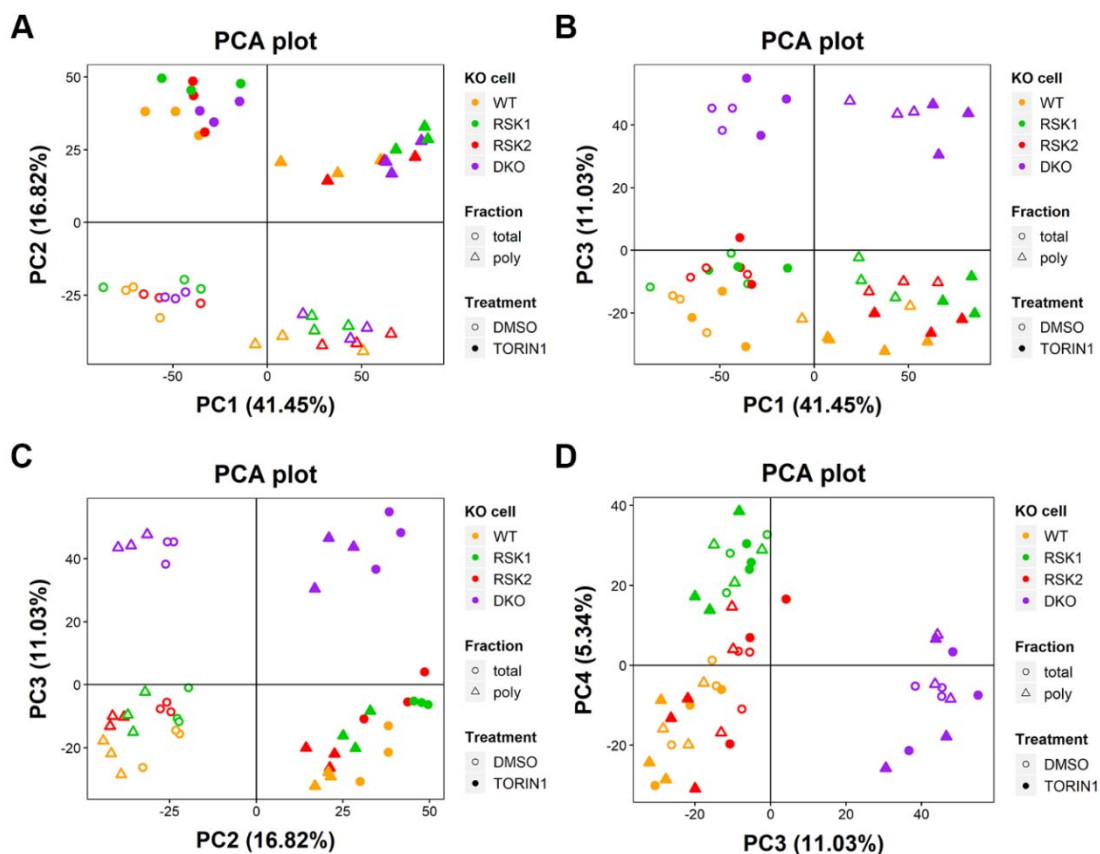 A
PCA plot
50
25
0
-25
-50
0
50
PC2 (16.82%)
PC1 (41.45%)
KO cell
WT
RSK1
RSK2
DKO
Fraction
total
poly
Treatment
DMSO
TORIN1
B
PCA plot
40
20
0
-20
-50
0
50
PC3 (11.03%)
PC1 (41.45%)
KO cell
WT
RSK1
RSK2
DKO
Fraction
total
poly
Treatment
DMSO
TORIN1
C
PCA plot
40
20
0
-20
-25
0
25
50
PC3 (11.03%)
PC2 (16.82%)
KO cell
WT
RSK1
RSK2
DKO
Fraction
total
poly
Treatment
DMSO
TORIN1
D
PCA plot
40
20
0
-20
-20
0
20
40
PC4 (5.34%)
PC3 (11.03%)
KO cell
WT
RSK1
RSK2
DKO
Fraction
total
poly
Treatment
DMSO
TORIN1